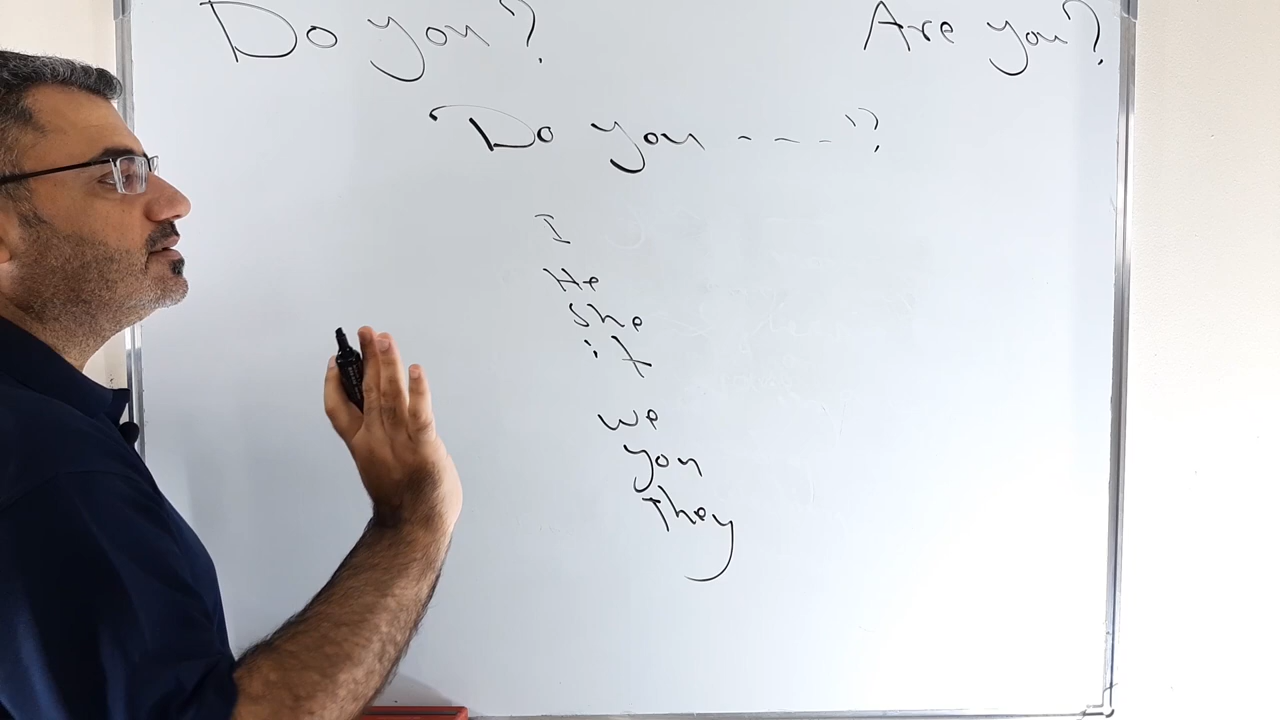 Do you? Are you?
Do you - - - ?
I
He
She
it
we
you
they